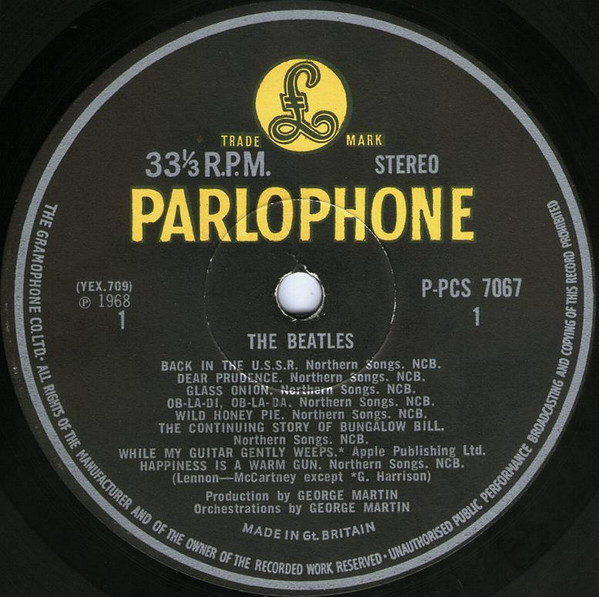 TRADE MARK
33⅓ R.P.M. STEREO
PARLOPHONE
(YEX.709)
℗ 1968
1
P-PCS 7067
1
THE BEATLES
BACK IN THE U.S.S.R. Northern Songs. NCB.
DEAR PRUDENCE. Northern Songs. NCB.
GLASS ONION. Northern Songs. NCB.
OB-LA-DI, OB-LA-DA. Northern Songs. NCB.
WILD HONEY PIE. Northern Songs. NCB.
THE CONTINUING STORY OF BUNGALOW BILL.
Northern Songs. NCB.
WHILE MY GUITAR GENTLY WEEPS.* Apple Publishing Ltd.
HAPPINESS IS A WARM GUN. Northern Songs. NCB.
(Lennon—McCartney except *G. Harrison)
Production by GEORGE MARTIN
Orchestrations by GEORGE MARTIN
MADE IN Gt. BRITAIN
THE GRAMOPHONE CO. LTD. • ALL RIGHTS OF THE MANUFACTURER AND OF THE OWNER OF THE RECORDED WORK RESERVED • UNAUTHORISED PUBLIC PERFORMANCE BROADCASTING AND COPYING OF THIS RECORD PROHIBITED